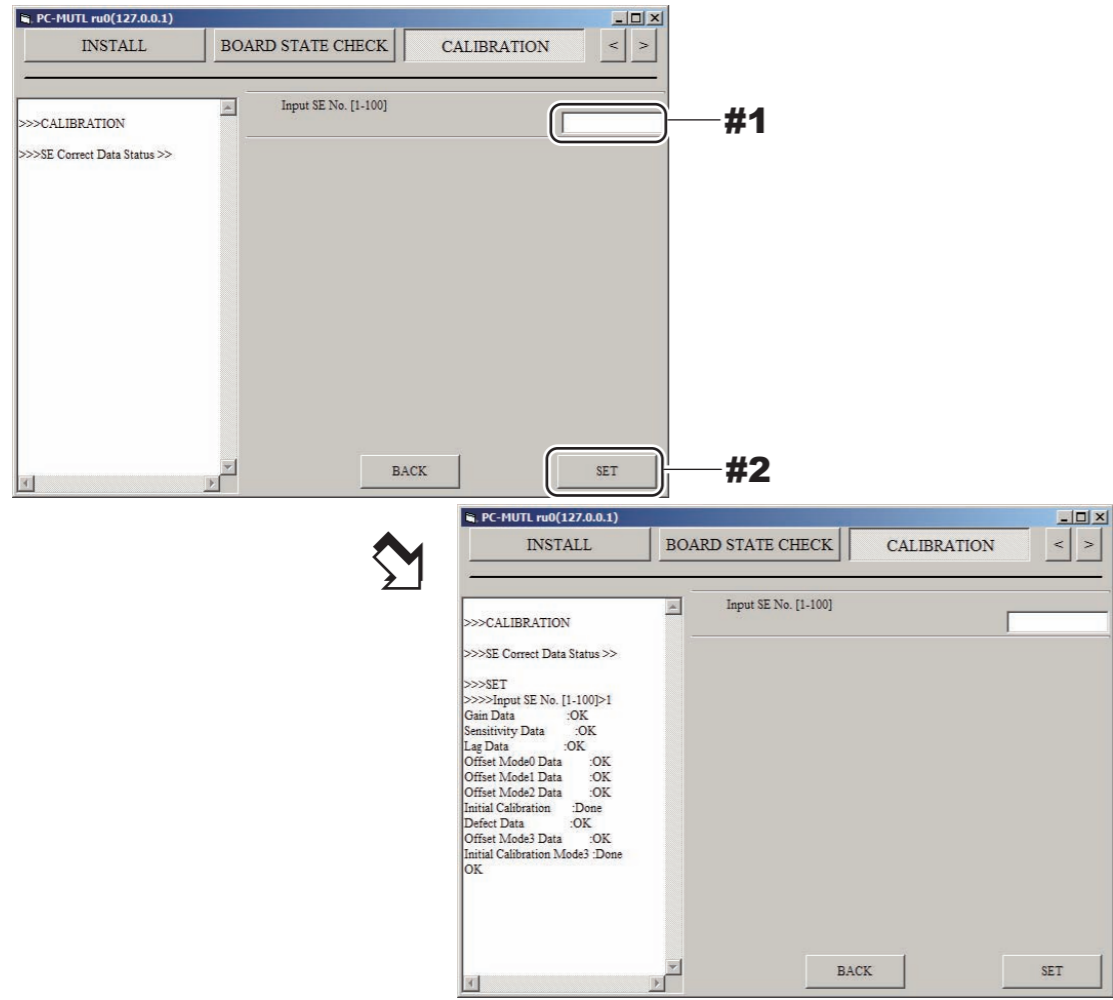 PC-MUTL ru0(127.0.0.1)
INSTALL BOARD STATE CHECK CALIBRATION < >
Input SE No. [1-100]
#1
>>>CALIBRATION
>>>SE Correct Data Status >>
BACK SET
#2
PC-MUTL ru0(127.0.0.1)
INSTALL BOARD STATE CHECK CALIBRATION < >
Input SE No. [1-100]
>>>CALIBRATION
>>>SE Correct Data Status >>
>>>SET
>>>>Input SE No. [1-100]>1
Gain Data :OK
Sensitivity Data :OK
Lag Data :OK
Offset Mode0 Data :OK
Offset Mode1 Data :OK
Offset Mode2 Data :OK
Initial Calibration :Done
Defect Data :OK
Offset Mode3 Data :OK
Initial Calibration Mode3 :Done
OK
BACK SET